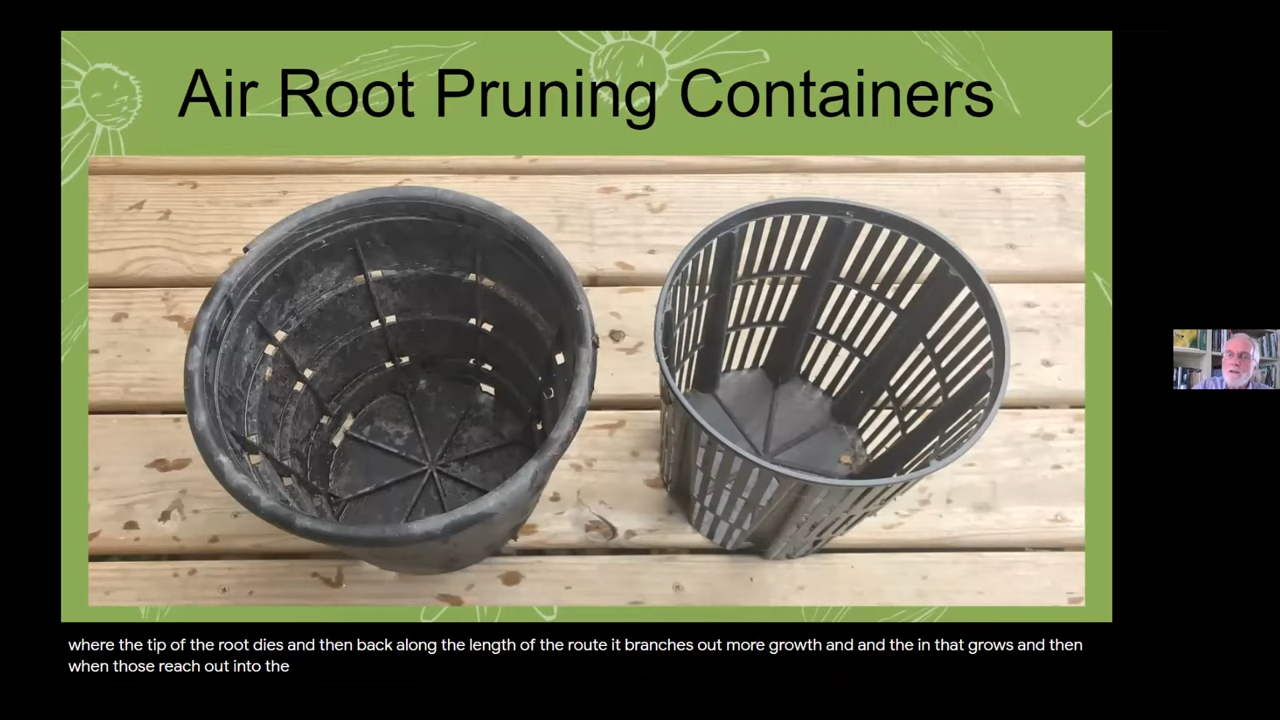 Air Root Pruning Containers
where the tip of the root dies and then back along the length of the route it branches out more growth and and the in that grows and then
when those reach out into the